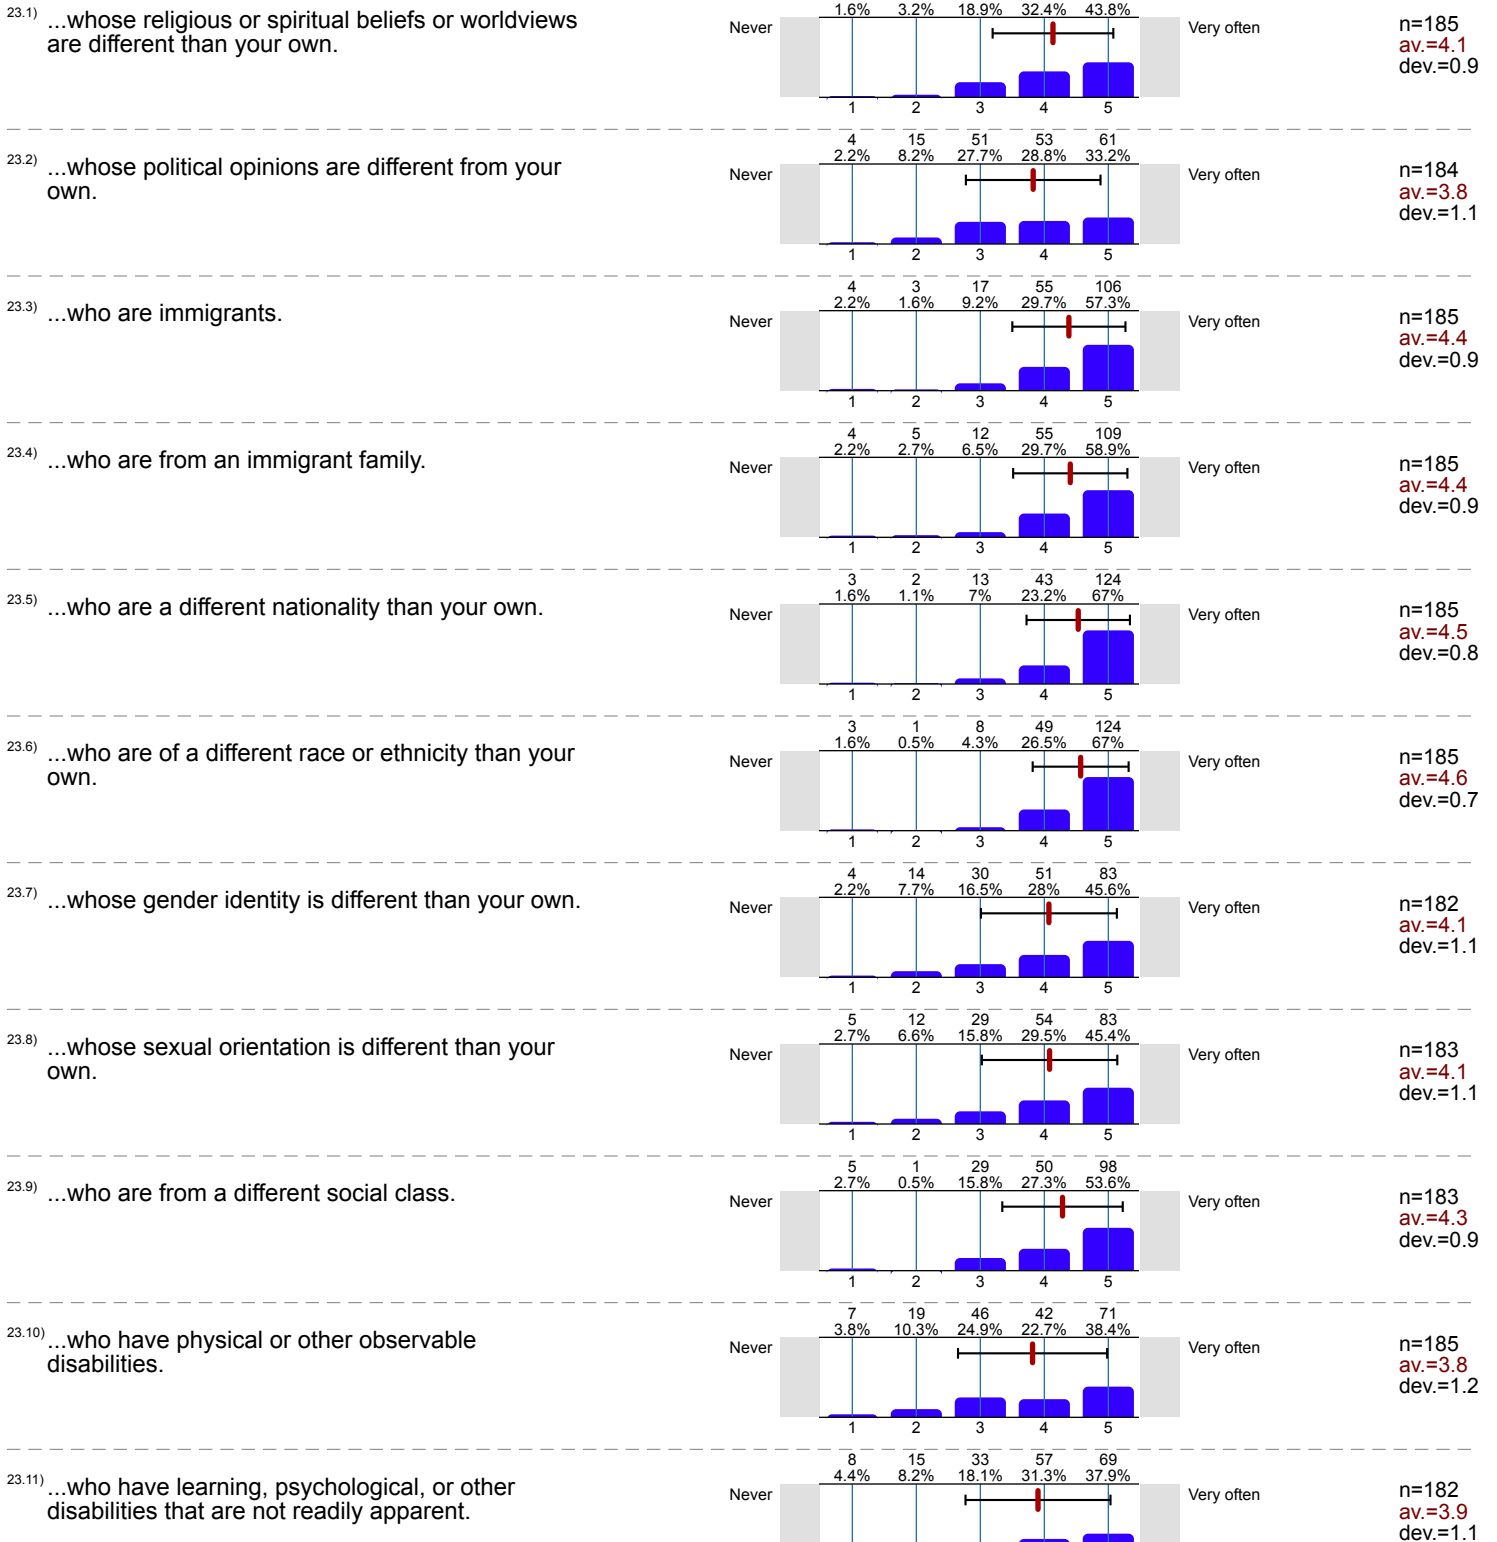 23.1) ...whose religious or spiritual beliefs or worldviews
are different than your own.
1.6% 3.2% 18.9% 32.4% 43.8%
Never Very often
1 2 3 4 5
n=185
av.=4.1
dev.=0.9
23.2) ...whose political opinions are different from your
own.
4 15 51 53 61
2.2% 8.2% 27.7% 28.8% 33.2%
Never Very often
1 2 3 4 5
n=184
av.=3.8
dev.=1.1
23.3) ...who are immigrants.
4 3 17 55 106
2.2% 1.6% 9.2% 29.7% 57.3%
Never Very often
1 2 3 4 5
n=185
av.=4.4
dev.=0.9
23.4) ...who are from an immigrant family.
4 5 12 55 109
2.2% 2.7% 6.5% 29.7% 58.9%
Never Very often
1 2 3 4 5
n=185
av.=4.4
dev.=0.9
23.5) ...who are a different nationality than your own.
3 2 13 43 124
1.6% 1.1% 7% 23.2% 67%
Never Very often
1 2 3 4 5
n=185
av.=4.5
dev.=0.8
23.6) ...who are of a different race or ethnicity than your
own.
3 1 8 49 124
1.6% 0.5% 4.3% 26.5% 67%
Never Very often
1 2 3 4 5
n=185
av.=4.6
dev.=0.7
23.7) ...whose gender identity is different than your own.
4 14 30 51 83
2.2% 7.7% 16.5% 28% 45.6%
Never Very often
1 2 3 4 5
n=182
av.=4.1
dev.=1.1
23.8) ...whose sexual orientation is different than your
own.
5 12 29 54 83
2.7% 6.6% 15.8% 29.5% 45.4%
Never Very often
1 2 3 4 5
n=183
av.=4.1
dev.=1.1
23.9) ...who are from a different social class.
5 1 29 50 98
2.7% 0.5% 15.8% 27.3% 53.6%
Never Very often
1 2 3 4 5
n=183
av.=4.3
dev.=0.9
23.10) ...who have physical or other observable
disabilities.
7 19 46 42 71
3.8% 10.3% 24.9% 22.7% 38.4%
Never Very often
1 2 3 4 5
n=185
av.=3.8
dev.=1.2
23.11) ...who have learning, psychological, or other
disabilities that are not readily apparent.
8 15 33 57 69
4.4% 8.2% 18.1% 31.3% 37.9%
Never Very often
n=182
av.=3.9
dev.=1.1